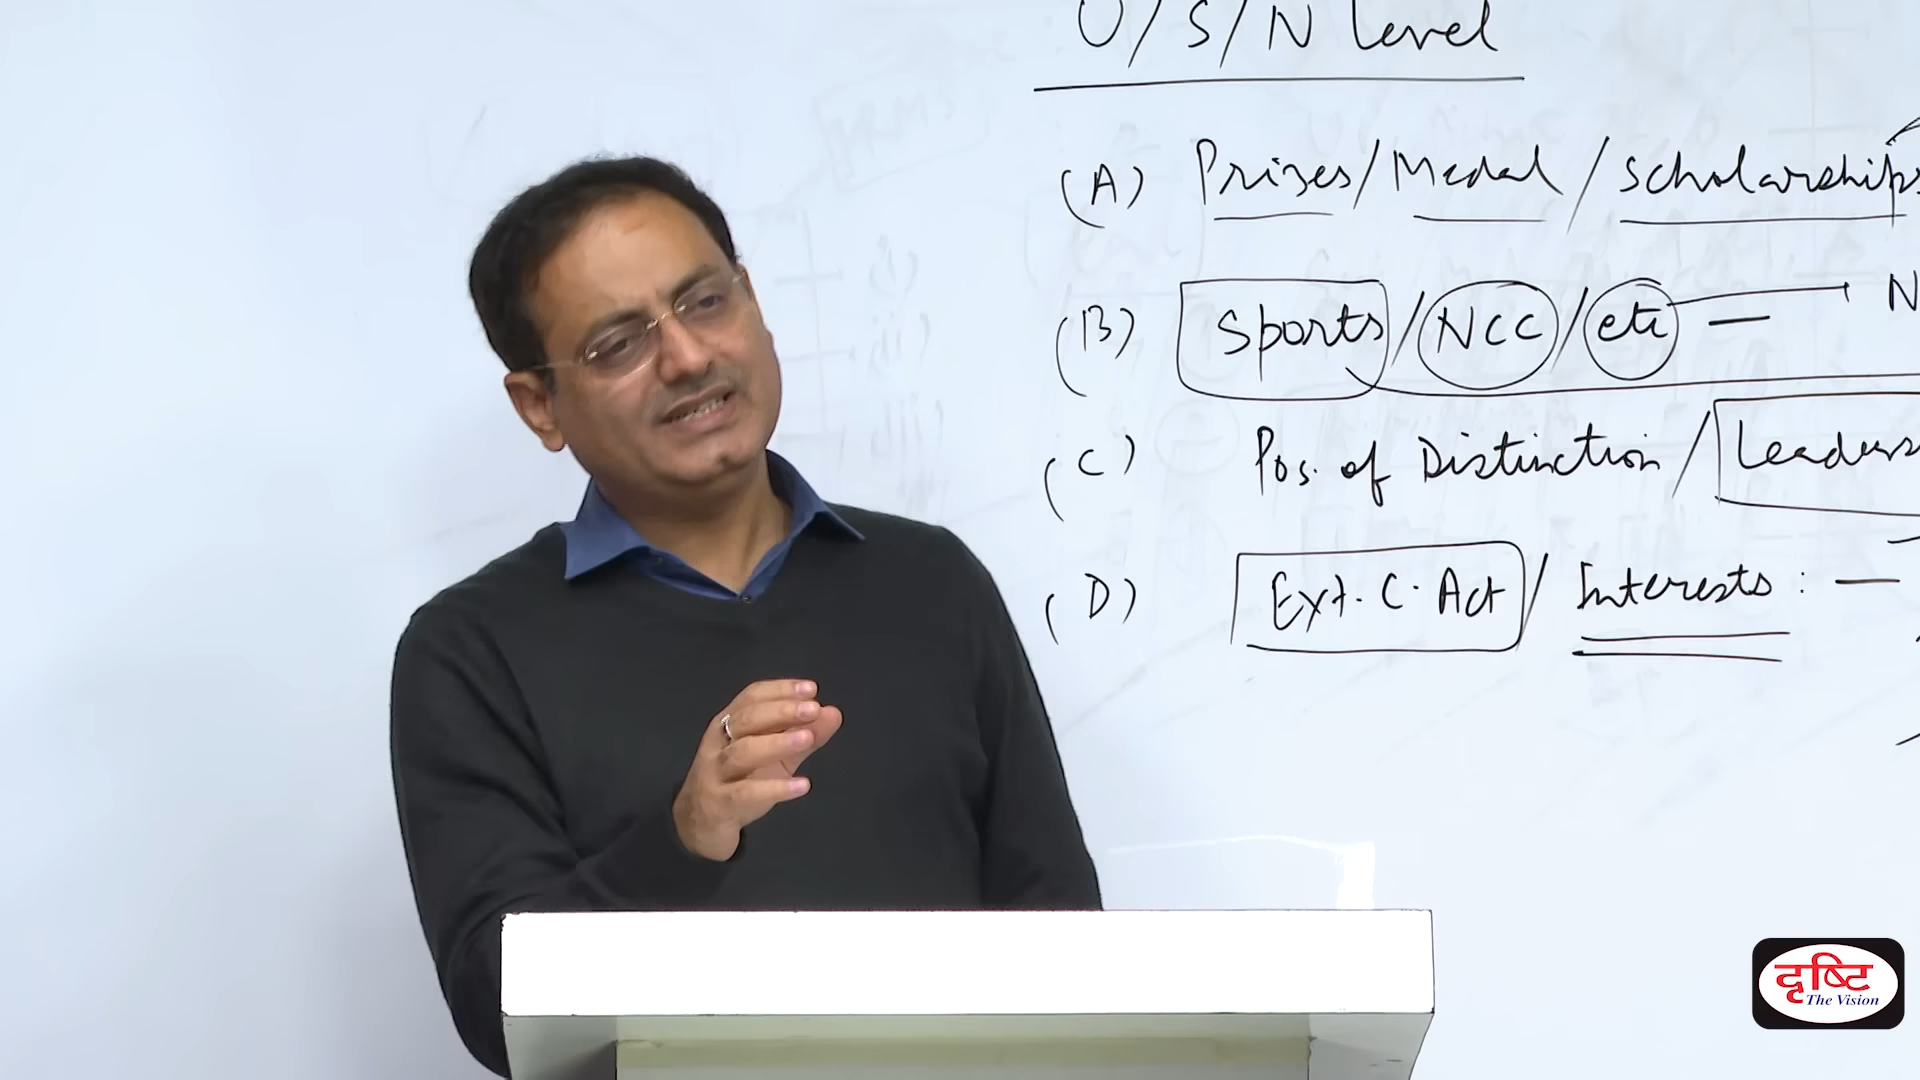 U/S/N level
(A) Prizes/Medal/Scholarships
(B) Sports/NCC/etc — N
(C) Pos. of Distinction/Leaders
(D) Ext. C. Act/Interests : —
दृष्टि
The Vision